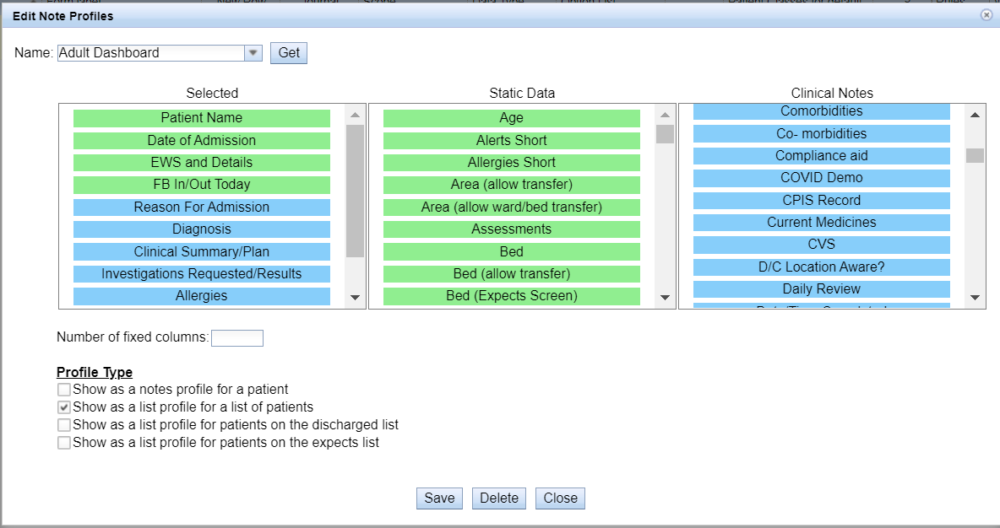 Edit Note Profiles
Name: Adult Dashboard Get
Selected Static Data Clinical Notes
Patient Name Age Comorbidities
Date of Admission Alerts Short Co- morbidities
EWS and Details Allergies Short Compliance aid
FB In/Out Today Area (allow transfer) COVID Demo
Reason For Admission Area (allow ward/bed transfer) CPIS Record
Diagnosis Assessments Current Medicines
Clinical Summary/Plan Bed CVS
Investigations Requested/Results Bed (allow transfer) D/C Location Aware?
Allergies Bed (Expects Screen) Daily Review
Number of fixed columns:
Profile Type
Show as a notes profile for a patient
Show as a list profile for a list of patients
Show as a list profile for patients on the discharged list
Show as a list profile for patients on the expects list
Save Delete Close